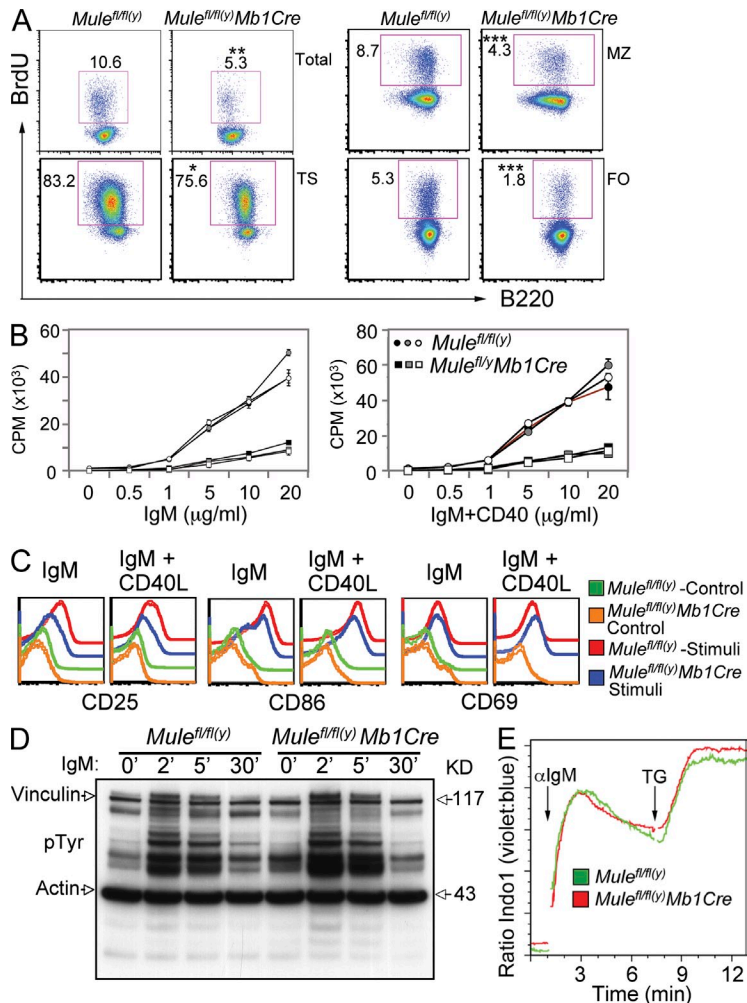 A
Mule fl/fl(y) Mule fl/fl(y)Mb1Cre Mule fl/fl(y) Mule fl/fl(y)Mb1Cre
BrdU
10.6 ** 5.3 Total
8.7 *** 4.3 MZ
83.2 * 75.6 TS
5.3 *** 1.8 FO
B220
B
CPM (x10³)
60
40
20
0
0 0.5 1 5 10 20
IgM (µg/ml)
CPM (x10³)
80
60
40
20
0
0 0.5 1 5 10 20
IgM+CD40 (µg/ml)
Mule fl/fl(y)
Mule fl/yMb1Cre
C
IgM IgM + CD40L IgM IgM + CD40L IgM IgM + CD40L
CD25 CD86 CD69
Mule fl/fl(y) -Control
Mule fl/fl(y)Mb1Cre Control
Mule fl/fl(y) -Stimuli
Mule fl/fl(y)Mb1Cre Stimuli
D
Mule fl/fl(y) Mule fl/fl(y) Mb1Cre
IgM: 0' 2' 5' 30' 0' 2' 5' 30' KD
Vinculin 117
pTyr
Actin 43
E
Ratio Indo1 (violet:blue)
αIgM TG
Mule fl/fl(y)
Mule fl/fl(y)Mb1Cre
3 6 9 12
Time (min)